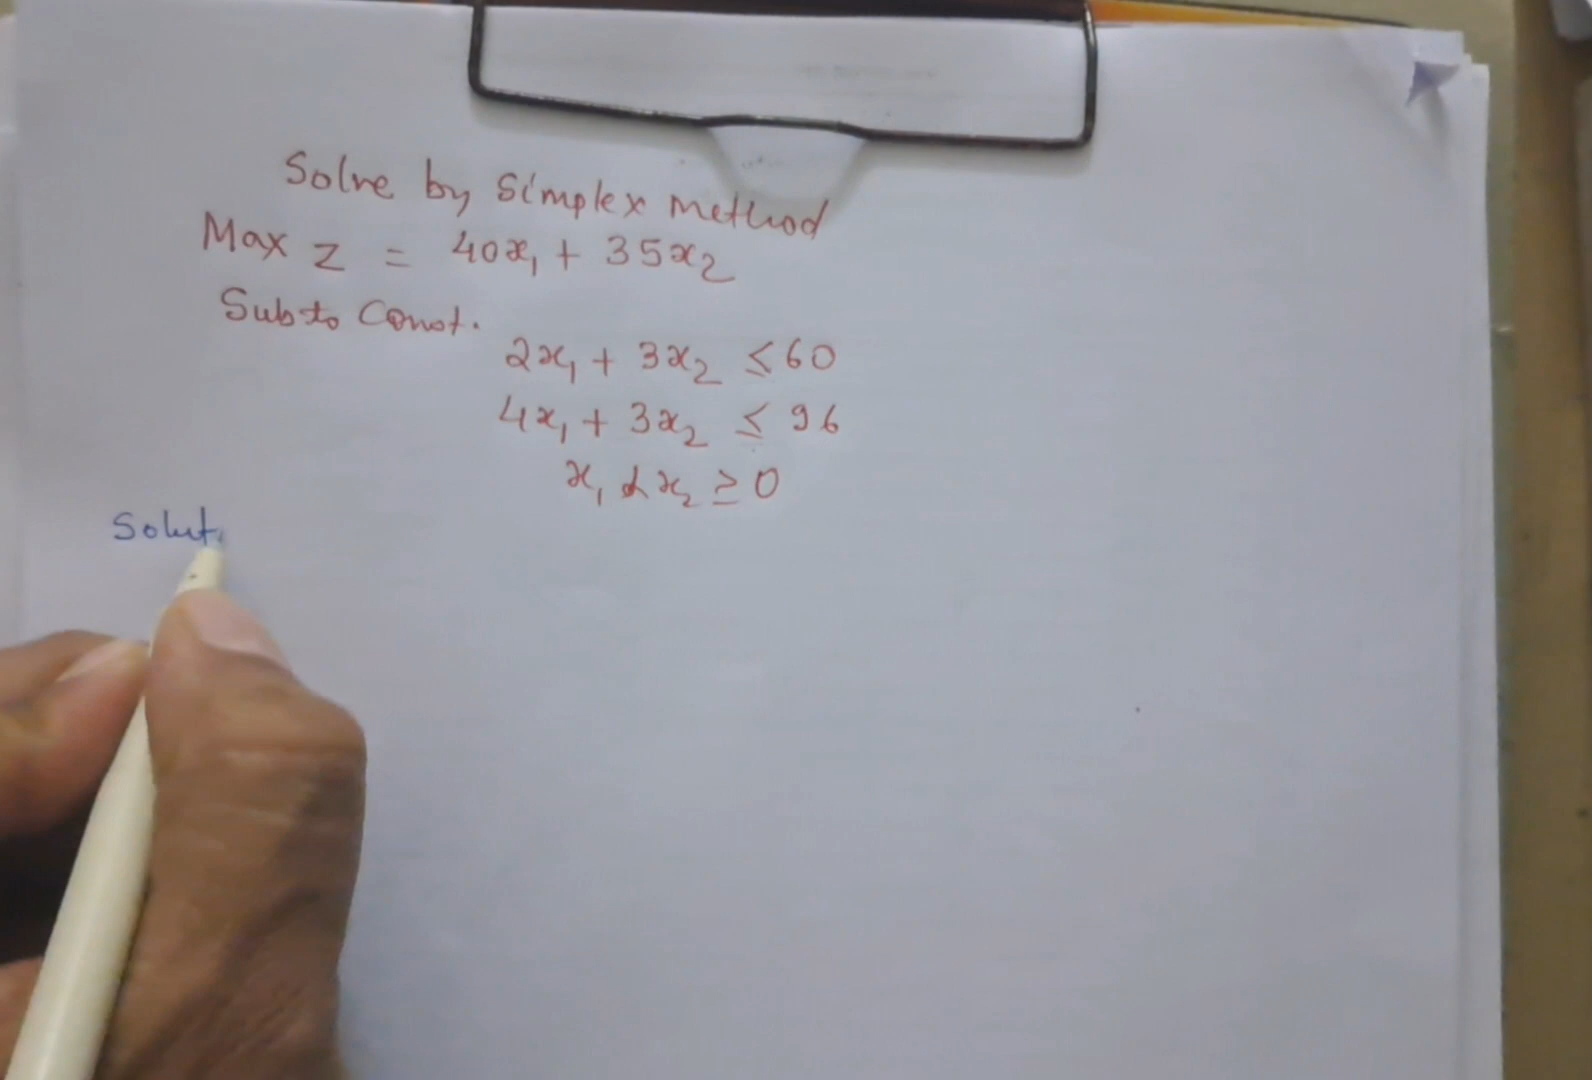 Solve by Simplex Method
Max Z = 40x₁ + 35x₂
Sub to Const.
2x₁ + 3x₂ ≤ 60
4x₁ + 3x₂ ≤ 96
x₁ & x₂ ≥ 0
Solut